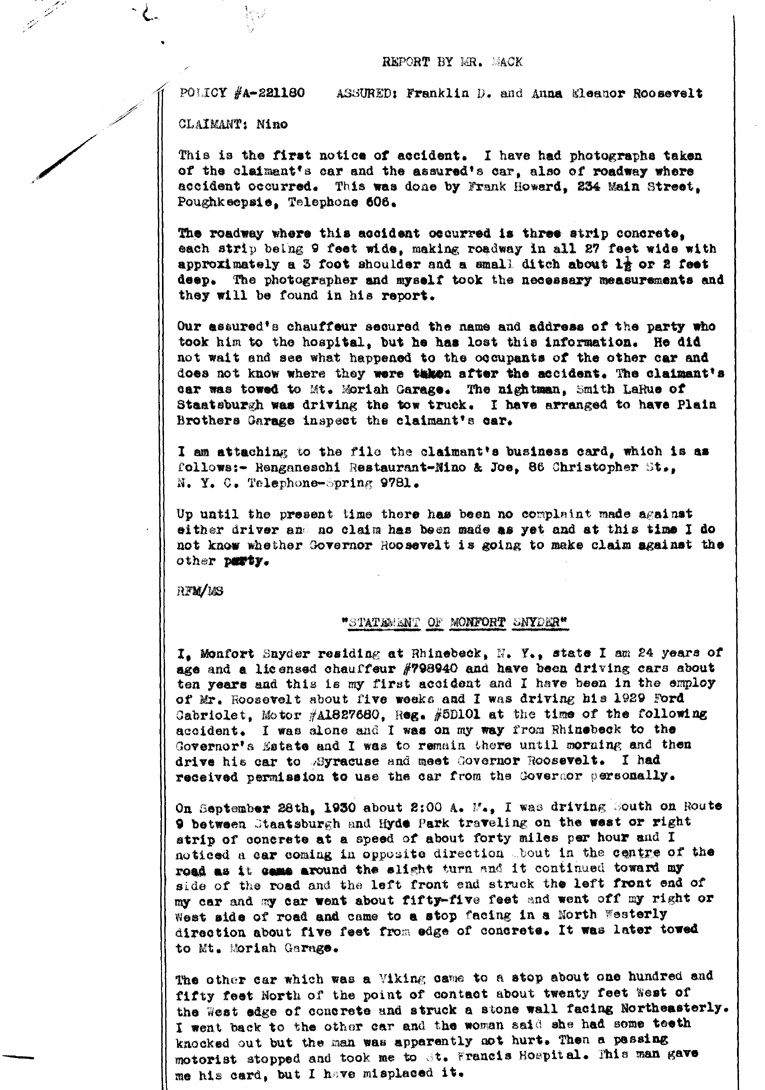 REPORT BY MR. MACK
POLICY #A-221180 ASSURED: Franklin D. and Anna Eleanor Roosevelt
CLAIMANT: Nino
This is the first notice of accident. I have had photographs taken
of the claimant's car and the assured's car, also of roadway where
accident occurred. This was done by Frank Howard, 234 Main Street,
Poughkeepsie, Telephone 606.
The roadway where this accident occurred is three strip concrete,
each strip being 9 feet wide, making roadway in all 27 feet wide with
approximately a 3 foot shoulder and a small ditch about 1½ or 2 feet
deep. The photographer and myself took the necessary measurements and
they will be found in his report.
Our assured's chauffeur secured the name and address of the party who
took him to the hospital, but he has lost this information. He did
not wait and see what happened to the occupants of the other car and
does not know where they were taken after the accident. The claimant's
car was towed to Mt. Moriah Garage. The nightman, Smith LaRue of
Staatsburgh was driving the tow truck. I have arranged to have Plain
Brothers Garage inspect the claimant's car.
I am attaching to the file the claimant's business card, which is as
follows:- Renganeschi Restaurant-Nino & Joe, 86 Christopher St.,
N. Y. C. Telephone-Spring 9781.
Up until the present time there has been no complaint made against
either driver and no claim has been made as yet and at this time I do
not know whether Governor Roosevelt is going to make claim against the
other party.
RFM/MS
"STATEMENT OF MONFORT SNYDER"
I, Monfort Snyder residing at Rhinebeck, N. Y., state I am 24 years of
age and a licensed chauffeur #798940 and have been driving cars about
ten years and this is my first accident and I have been in the employ
of Mr. Roosevelt about five weeks and I was driving his 1929 Ford
Cabriolet, Motor #A1827680, Reg. #5D101 at the time of the following
accident. I was alone and I was on my way from Rhinebeck to the
Governor's Estate and I was to remain there until morning and then
drive his car to Syracuse and meet Governor Roosevelt. I had
received permission to use the car from the Governor personally.
On September 28th, 1930 about 2:00 A. M., I was driving South on Route
9 between Staatsburgh and Hyde Park traveling on the west or right
strip of concrete at a speed of about forty miles per hour and I
noticed a car coming in opposite direction about in the centre of the
road as it came around the slight turn and it continued toward my
side of the road and the left front end struck the left front end of
my car and my car went about fifty-five feet and went off my right or
West side of road and came to a stop facing in a North Westerly
direction about five feet from edge of concrete. It was later towed
to Mt. Moriah Garage.
The other car which was a Viking came to a stop about one hundred and
fifty feet North of the point of contact about twenty feet West of
the West edge of concrete and struck a stone wall facing Northeasterly.
I went back to the other car and the woman said she had some teeth
knocked out but the man was apparently not hurt. Then a passing
motorist stopped and took me to St. Francis Hospital. This man gave
me his card, but I have misplaced it.